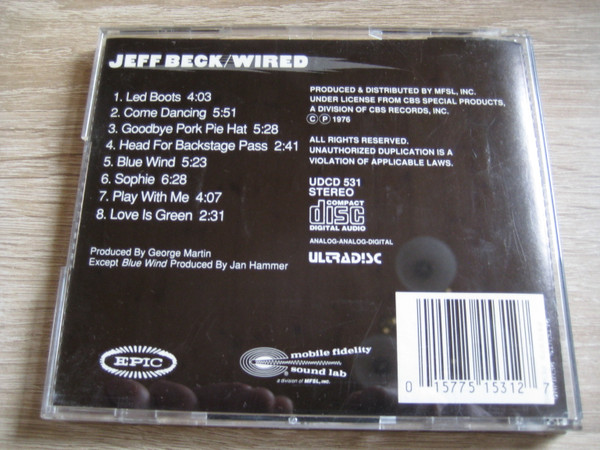 JEFF BECK/WIRED
1. Led Boots 4:03
2. Come Dancing 5:51
3. Goodbye Pork Pie Hat 5:28
4. Head For Backstage Pass 2:41
5. Blue Wind 5:23
6. Sophie 6:28
7. Play With Me 4:07
8. Love Is Green 2:31
Produced By George Martin
Except Blue Wind Produced By Jan Hammer
PRODUCED & DISTRIBUTED BY MFSL, INC.
UNDER LICENSE FROM CBS SPECIAL PRODUCTS,
A DIVISION OF CBS RECORDS, INC.
Ⓒ Ⓟ 1976
ALL RIGHTS RESERVED.
UNAUTHORIZED DUPLICATION IS A
VIOLATION OF APPLICABLE LAWS.
UDCD 531
STEREO
COMPACT
disc
DIGITAL AUDIO
ANALOG-ANALOG-DIGITAL
ULTRADISC
EPIC
mobile fidelity
sound lab
a division of MFSL, inc.
0 15775 15312 7